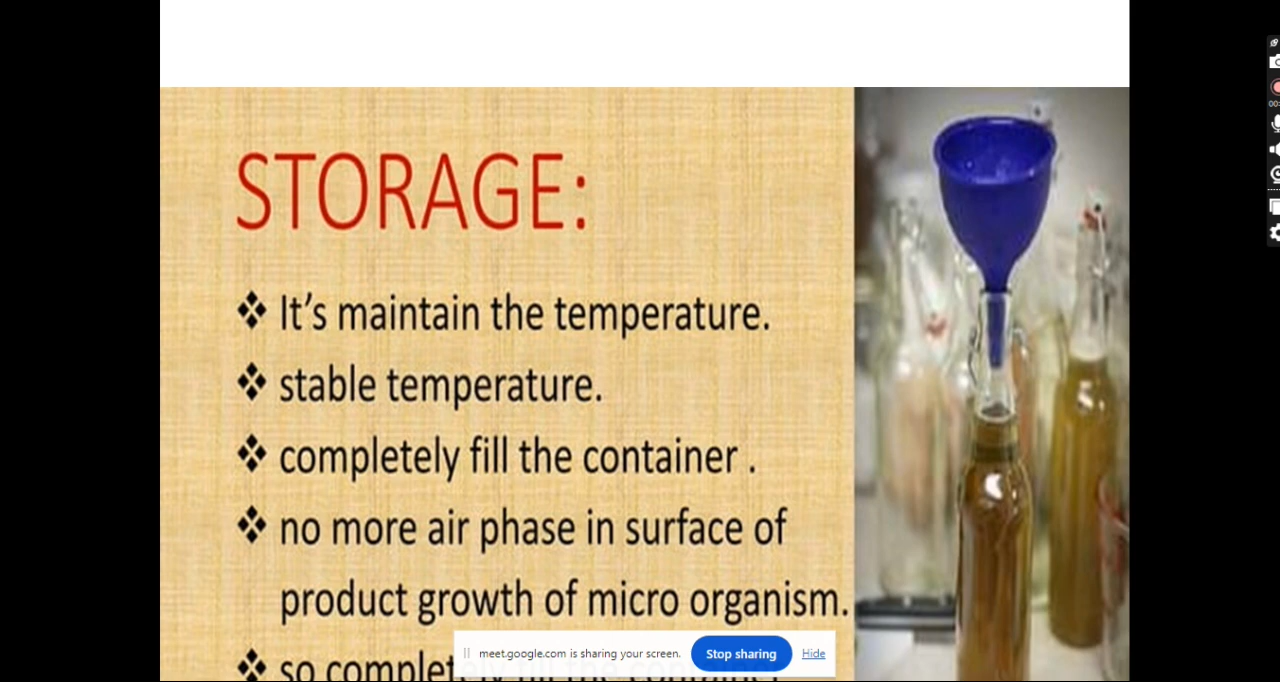 STORAGE:
❖ It's maintain the temperature.
❖ stable temperature.
❖ completely fill the container .
❖ no more air phase in surface of
product growth of micro organism.
❖ so complet
meet.google.com is sharing your screen. Stop sharing Hide